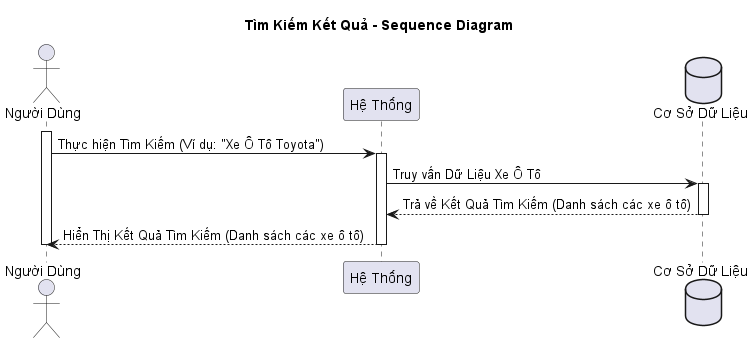 Tìm Kiếm Kết Quả - Sequence Diagram
Người Dùng
Hệ Thống
Cơ Sở Dữ Liệu
Thực hiện Tìm Kiếm (Ví dụ: "Xe Ô Tô Toyota")
Truy vấn Dữ Liệu Xe Ô Tô
Trả về Kết Quả Tìm Kiếm (Danh sách các xe ô tô)
Hiển Thị Kết Quả Tìm Kiếm (Danh sách các xe ô tô)
Người Dùng
Hệ Thống
Cơ Sở Dữ Liệu